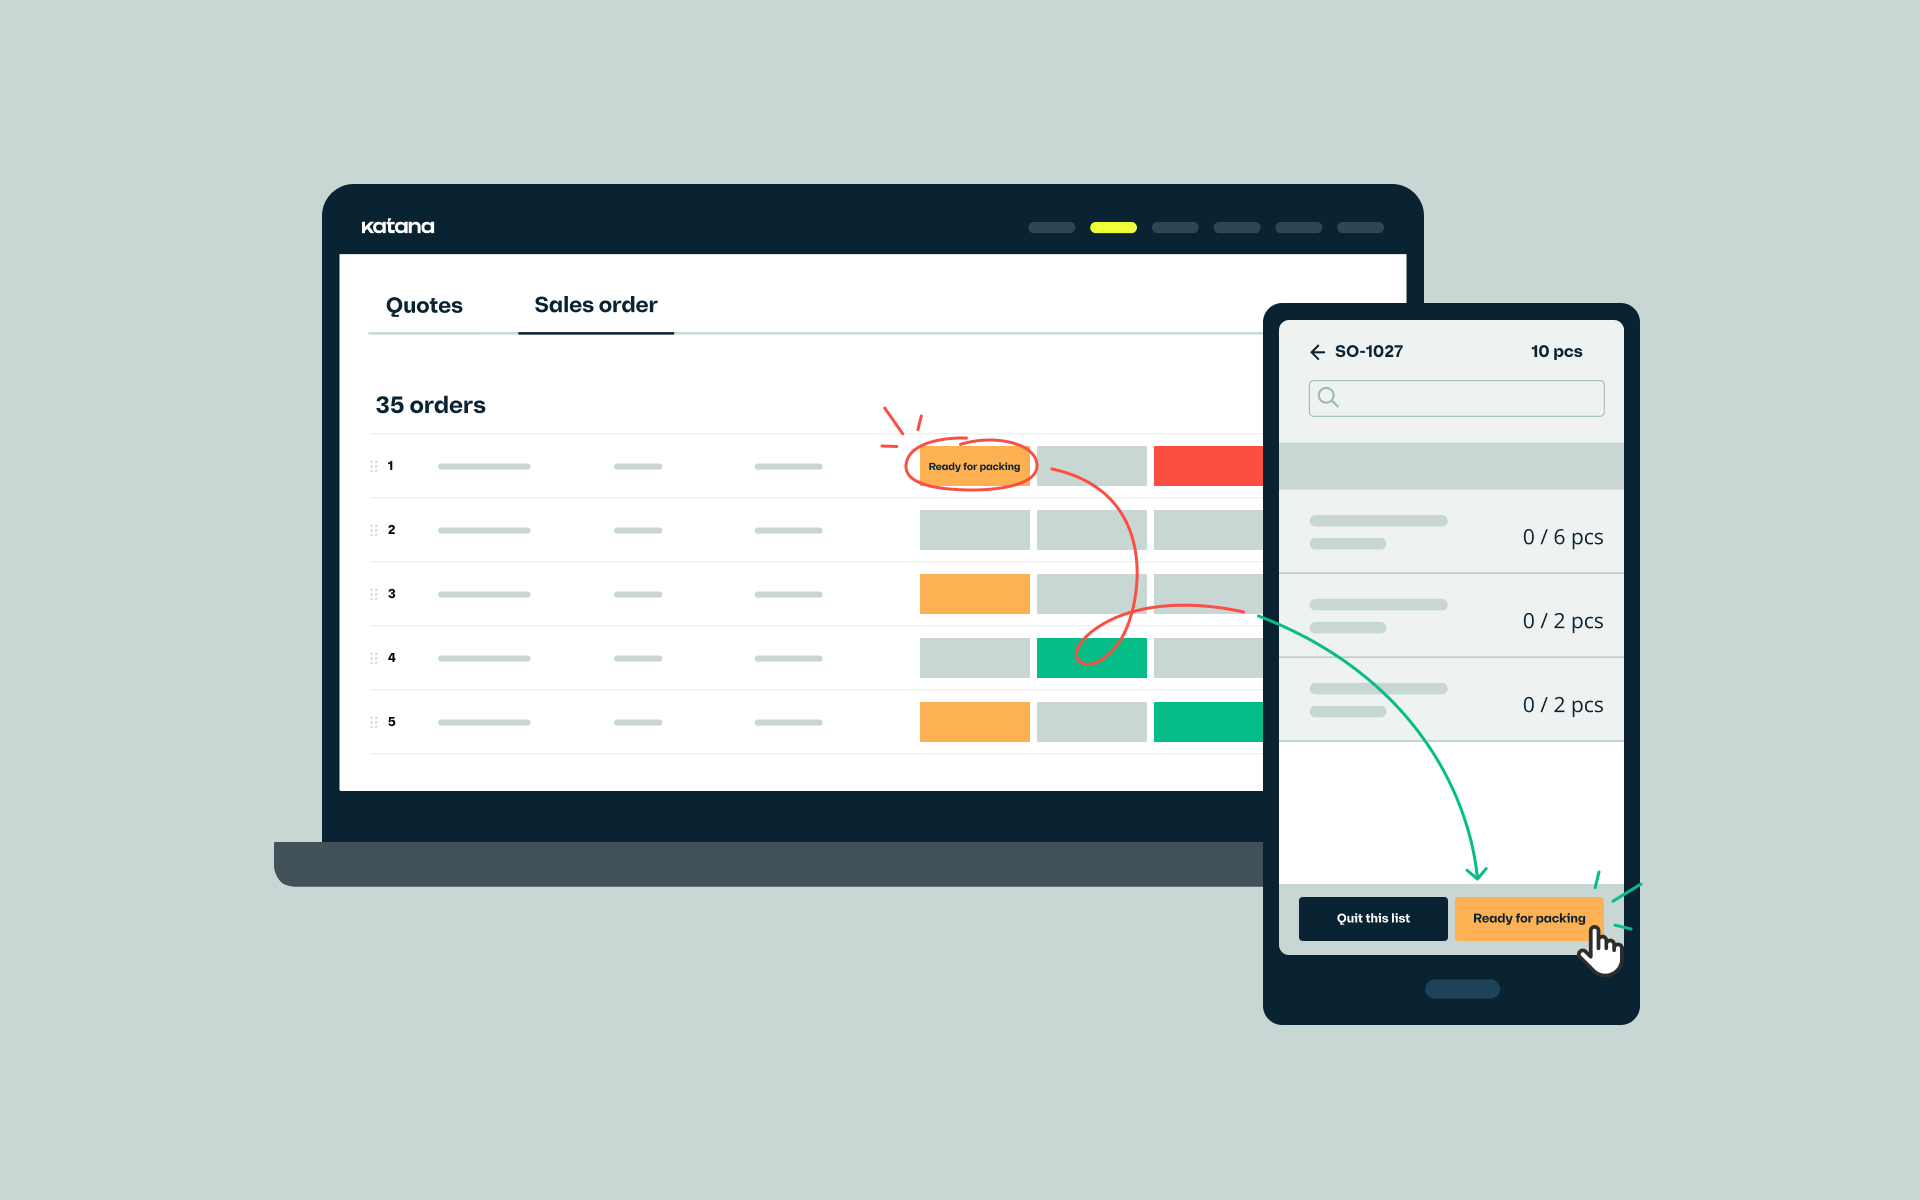 katana
Quotes
Sales order
35 orders
1
Ready for packing
2
3
4
5
SO-1027
10 pcs
0 / 6 pcs
0 / 2 pcs
0 / 2 pcs
Quit this list
Ready for packing